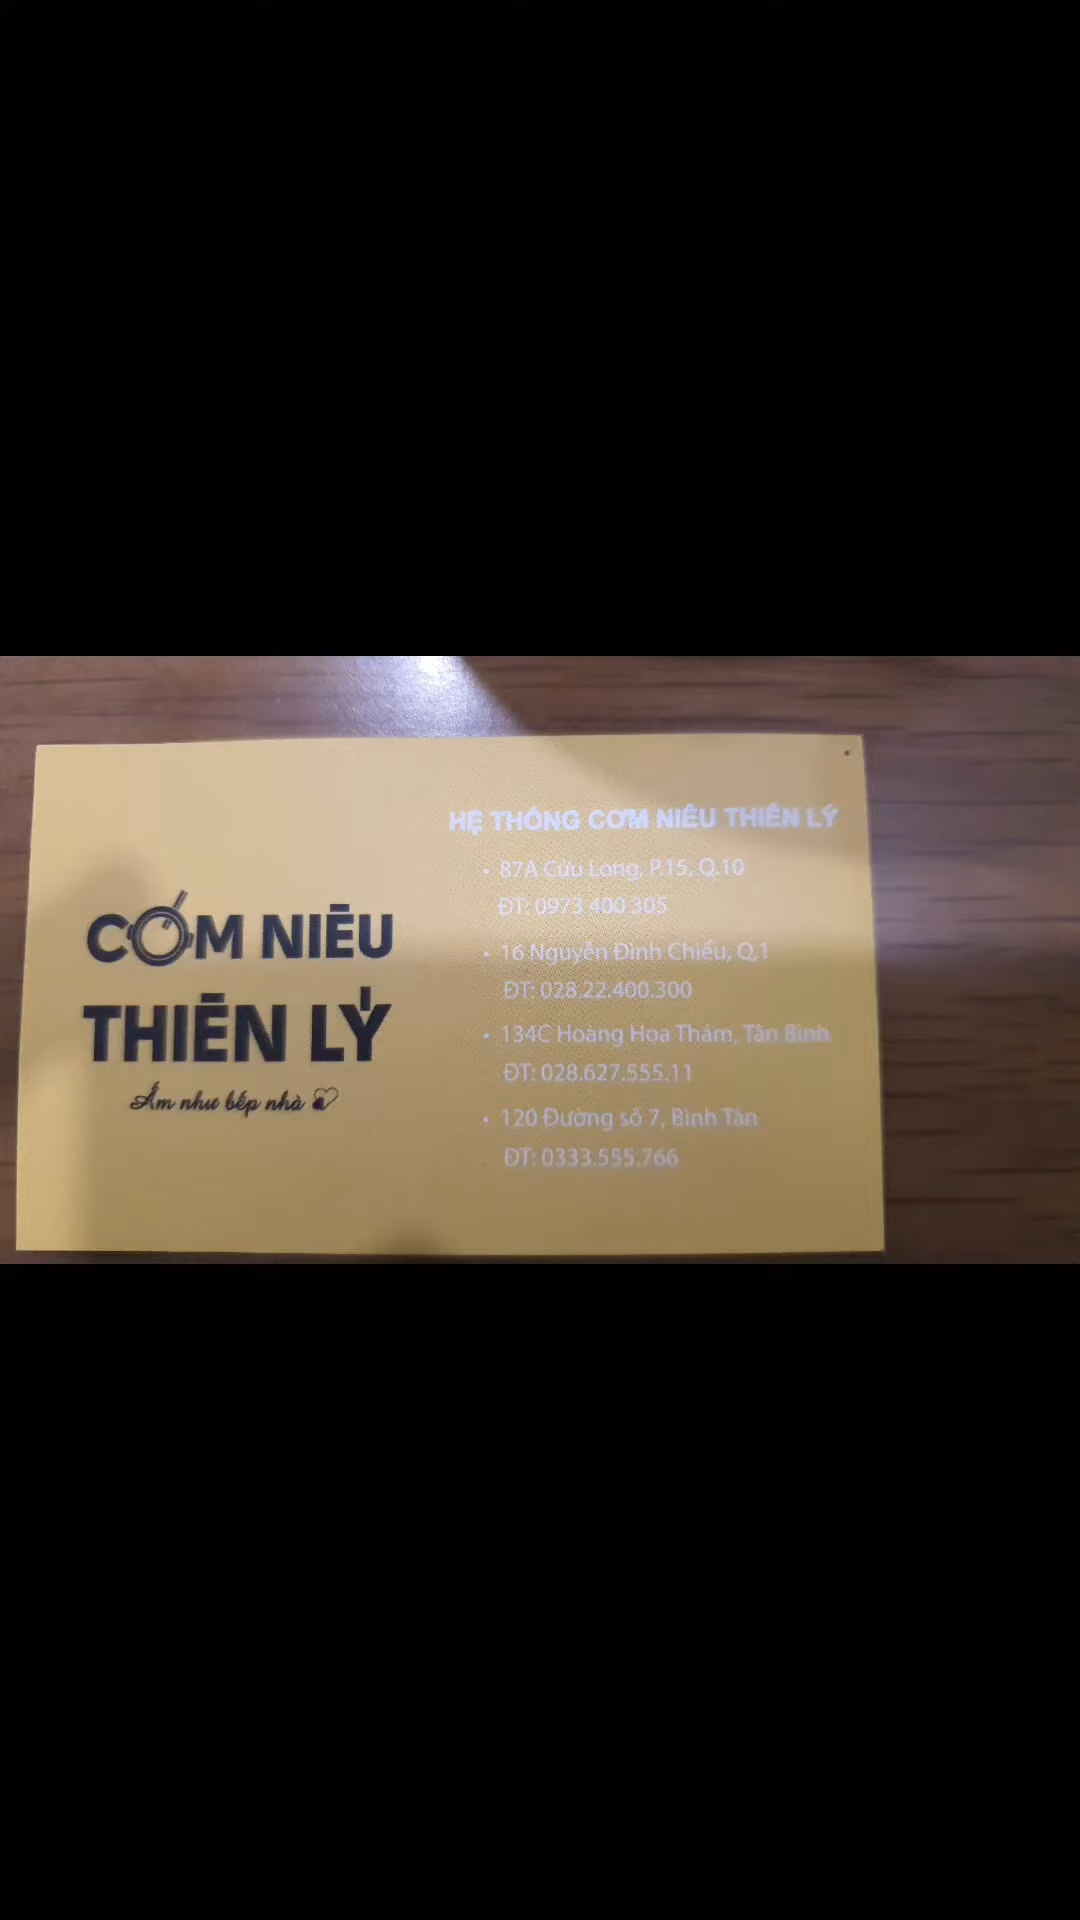 CƠM NIÊU
THIÊN LÝ
Ấm như bếp nhà
HỆ THỐNG CƠM NIÊU THIÊN LÝ
• 87A Cửu Long, P.15, Q.10
ĐT: 0973 400.305
• 16 Nguyễn Đình Chiểu, Q.1
ĐT: 028.22.400.300
• 134C Hoàng Hoa Thám, Tân Bình
ĐT: 028.627.555.11
• 120 Đường số 7, Bình Tân
ĐT: 0333.555.766